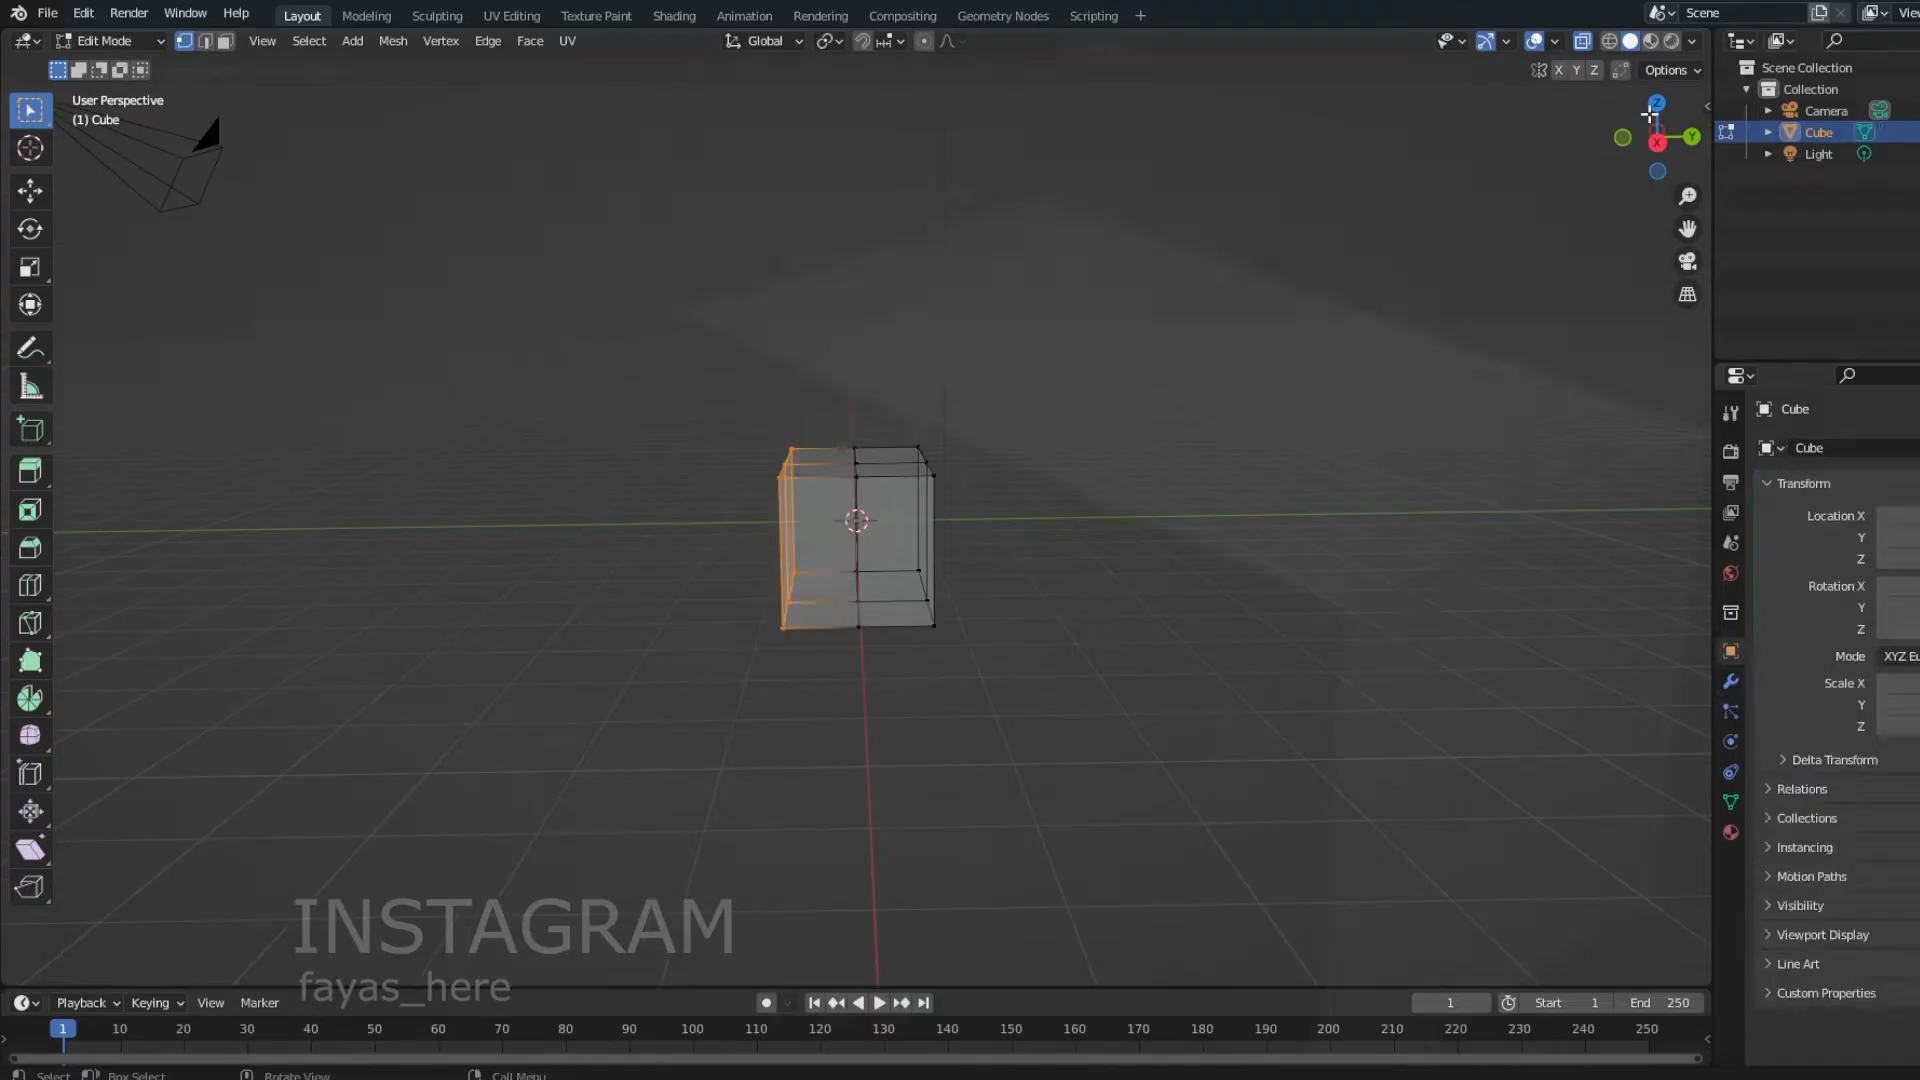 File Edit Render Window Help Layout Modeling Sculpting UV Editing Texture Paint Shading Animation Rendering Compositing Geometry Nodes Scripting Scene
Edit Mode View Select Add Mesh Vertex Edge Face UV Global
X Y Z Options
User Perspective
(1) Cube
Z
Y
X
Scene Collection
Collection
Camera
Cube
Light
Cube
Cube
Transform
Location X
Y
Z
Rotation X
Y
Z
Mode XYZ Eu
Scale X
Y
Z
Delta Transform
Relations
Collections
Instancing
Motion Paths
Visibility
Viewport Display
Line Art
Custom Properties
INSTAGRAM
fayas_here
Playback Keying View Marker 1 Start 1 End 250
1 10 20 30 40 50 60 70 80 90 100 110 120 130 140 150 160 170 180 190 200 210 220 230 240 250
Select Box Select Rotate View Call Menu